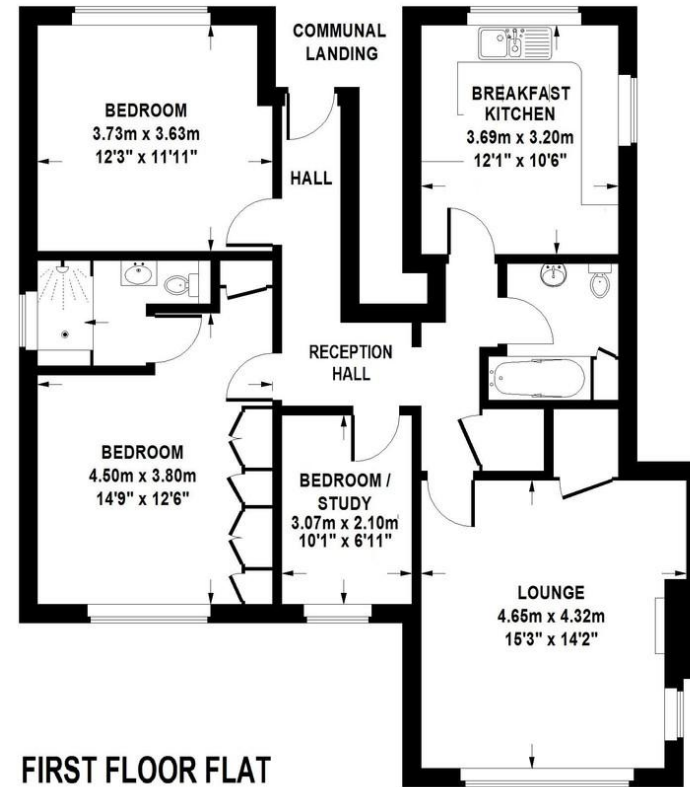 COMMUNAL
LANDING
BEDROOM
3.73m x 3.63m
12'3" x 11'11"
BREAKFAST
KITCHEN
3.69m x 3.20m
12'1" x 10'6"
HALL
RECEPTION
HALL
BEDROOM
4.50m x 3.80m
14'9" x 12'6"
BEDROOM /
STUDY
3.07m x 2.10m
10'1" x 6'11"
LOUNGE
4.65m x 4.32m
15'3" x 14'2"
FIRST FLOOR FLAT